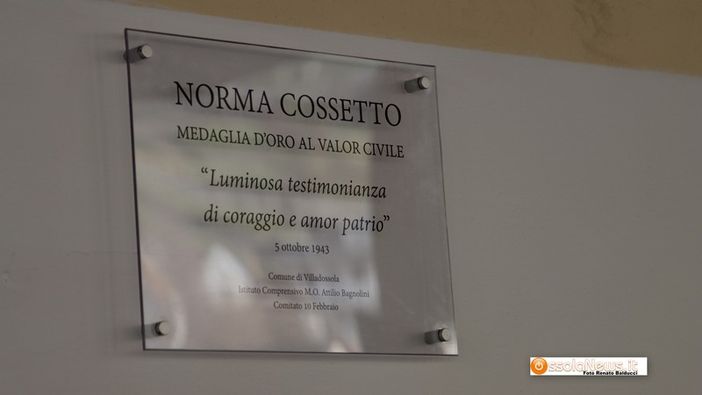 NORMA COSSETTO
MEDAGLIA D'ORO AL VALOR CIVILE
“Luminosa testimonianza
di coraggio e amor patrio”
5 ottobre 1943
Comune di Villadossola
Istituto Comprensivo M.O. Attilio Bagnolini
Comitato 10 Febbraio
OssolaNews.it
Foto Renato Balducci